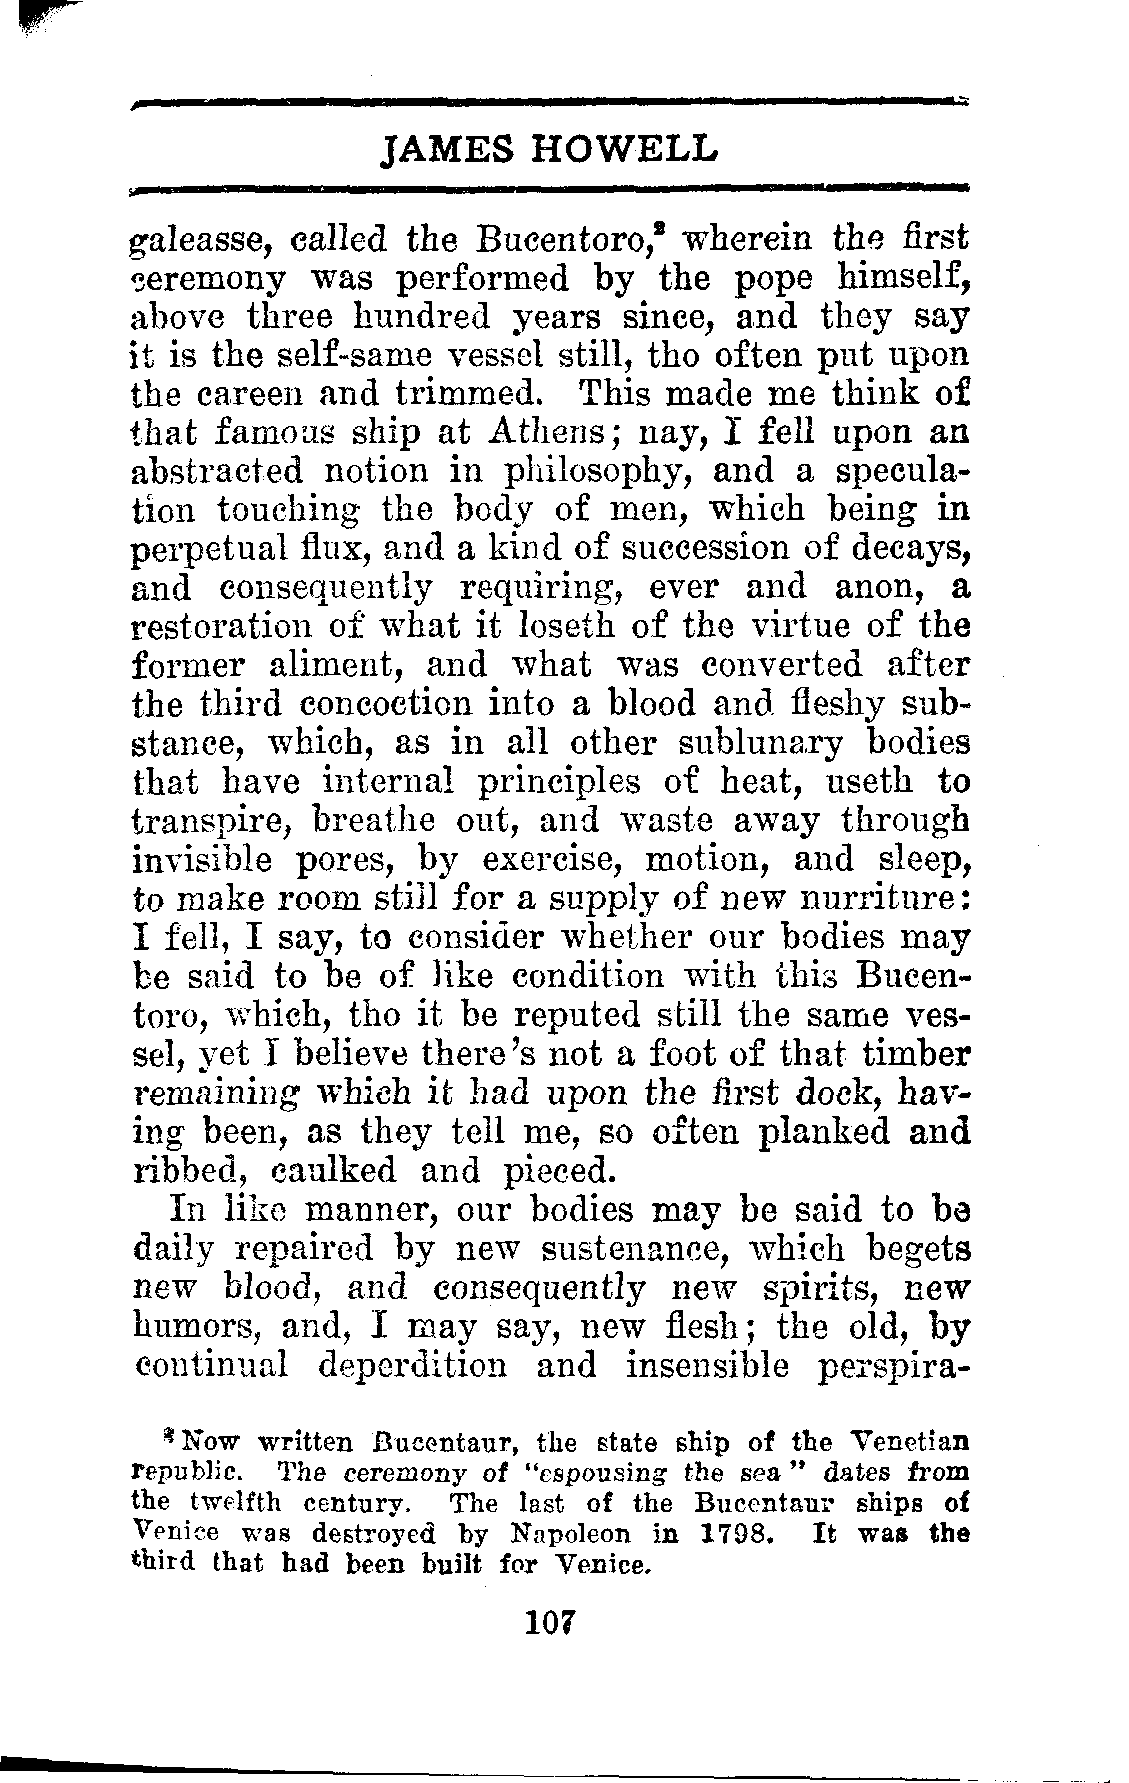 JAMES HOWELL
galeasse, called the Bucentoro,² wherein the first
ceremony was performed by the pope himself,
above three hundred years since, and they say
it is the self-same vessel still, tho often put upon
the careen and trimmed. This made me think of
that famous ship at Athens; nay, I fell upon an
abstracted notion in philosophy, and a specula-
tion touching the body of men, which being in
perpetual flux, and a kind of succession of decays,
and consequently requiring, ever and anon, a
restoration of what it loseth of the virtue of the
former aliment, and what was converted after
the third concoction into a blood and fleshy sub-
stance, which, as in all other sublunary bodies
that have internal principles of heat, useth to
transpire, breathe out, and waste away through
invisible pores, by exercise, motion, and sleep,
to make room still for a supply of new nurriture:
I fell, I say, to consider whether our bodies may
be said to be of like condition with this Bucen-
toro, which, tho it be reputed still the same ves-
sel, yet I believe there's not a foot of that timber
remaining which it had upon the first dock, hav-
ing been, as they tell me, so often planked and
ribbed, caulked and pieced.
In like manner, our bodies may be said to be
daily repaired by new sustenance, which begets
new blood, and consequently new spirits, new
humors, and, I may say, new flesh; the old, by
continual deperdition and insensible perspira-
² Now written Bucentaur, the state ship of the Venetian
republic. The ceremony of "espousing the sea" dates from
the twelfth century. The last of the Bucentaur ships of
Venice was destroyed by Napoleon in 1798. It was the
third that had been built for Venice.
107